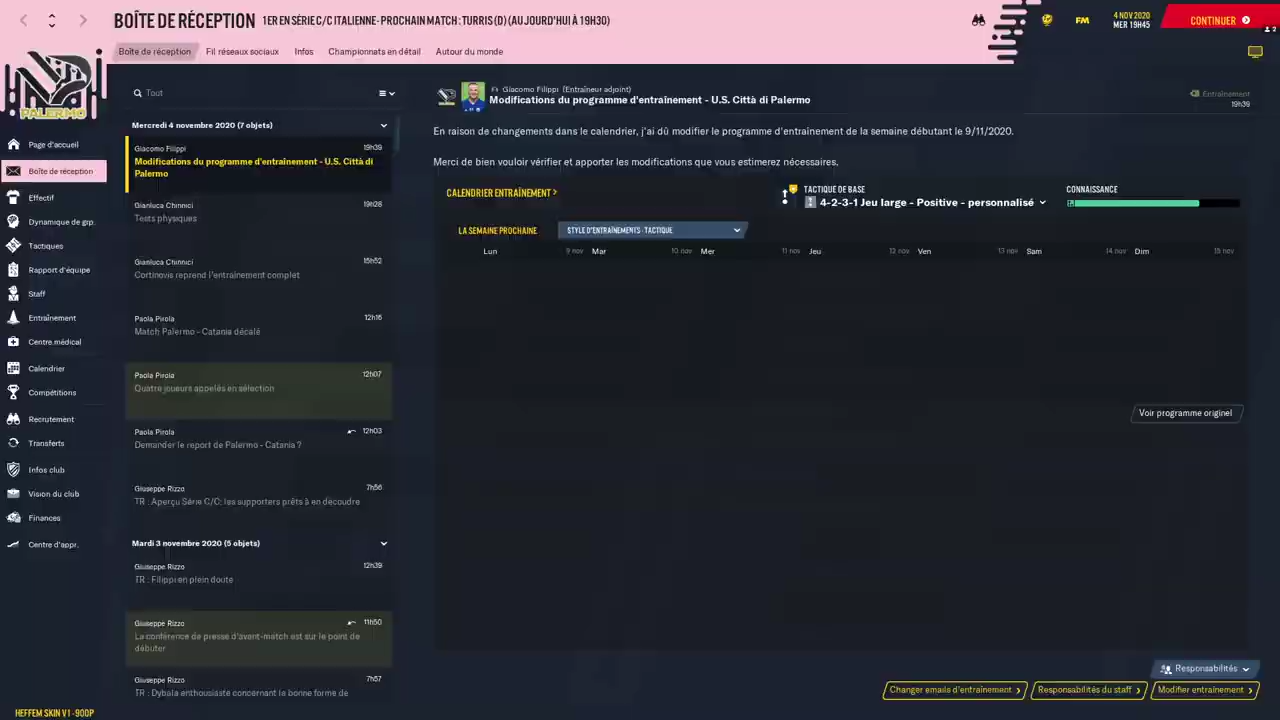 BOÎTE DE RÉCEPTION
1ER EN SÉRIE C/C ITALIENNE- PROCHAIN MATCH : TURRIS (D) (AUJOURD'HUI À 19H30)
FM
4 NOV 2020
MER 19H45
CONTINUER
2
Boîte de réception
Fil réseaux sociaux
Infos
Championnats en détail
Autour du monde
PALERMO
Page d'accueil
Boîte de réception
Effectif
Dynamique de grp.
Tactiques
Rapport d'équipe
Staff
Entraînement
Centre médical
Calendrier
Compétitions
Recrutement
Transferts
Infos club
Vision du club
Finances
Centre d'appr.
HEFFEM SKIN V1 - 900P
Tout
Mercredi 4 novembre 2020 (7 objets)
Giacomo Filippi 19h39
Modifications du programme d'entraînement - U.S. Città di
Palermo
Gianluca Chinnici 19h28
Tests physiques
Gianluca Chinnici 15h52
Cortinovis reprend l'entraînement complet
Paola Pirola 12h16
Match Palermo - Catania décalé
Paola Pirola 12h07
Quatre joueurs appelés en sélection
Paola Pirola 12h03
Demander le report de Palermo - Catania ?
Giuseppe Rizzo 7h56
TR : Aperçu Série C/C: les supporters prêts à en découdre
Mardi 3 novembre 2020 (5 objets)
Giuseppe Rizzo 12h39
TR : Filippi en plein doute
Giuseppe Rizzo 11h50
La conférence de presse d'avant-match est sur le point de
débuter
Giuseppe Rizzo 7h57
TR : Dybala enthousiaste concernant la bonne forme de
Giacomo Filippi (Entraîneur adjoint)
Modifications du programme d'entraînement - U.S. Città di Palermo
Entraînement
19h39
En raison de changements dans le calendrier, j'ai dû modifier le programme d'entraînement de la semaine débutant le 9/11/2020.
Merci de bien vouloir vérifier et apporter les modifications que vous estimerez nécessaires.
CALENDRIER ENTRAÎNEMENT >
TACTIQUE DE BASE
4-2-3-1 Jeu large - Positive - personnalisé
CONNAISSANCE
LA SEMAINE PROCHAINE
STYLE D'ENTRAÎNEMENTS - TACTIQUE
Lun 9 nov Mar 10 nov Mer 11 nov Jeu 12 nov Ven 13 nov Sam 14 nov Dim 15 nov
Voir programme originel
Responsabilités
Changer emails d'entraînement >
Responsabilités du staff >
Modifier entraînement >